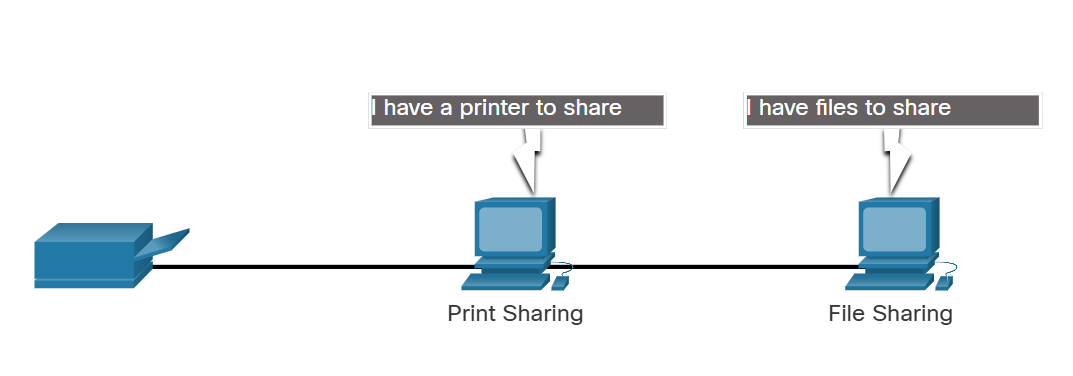 I have a printer to share
I have files to share
Print Sharing
File Sharing